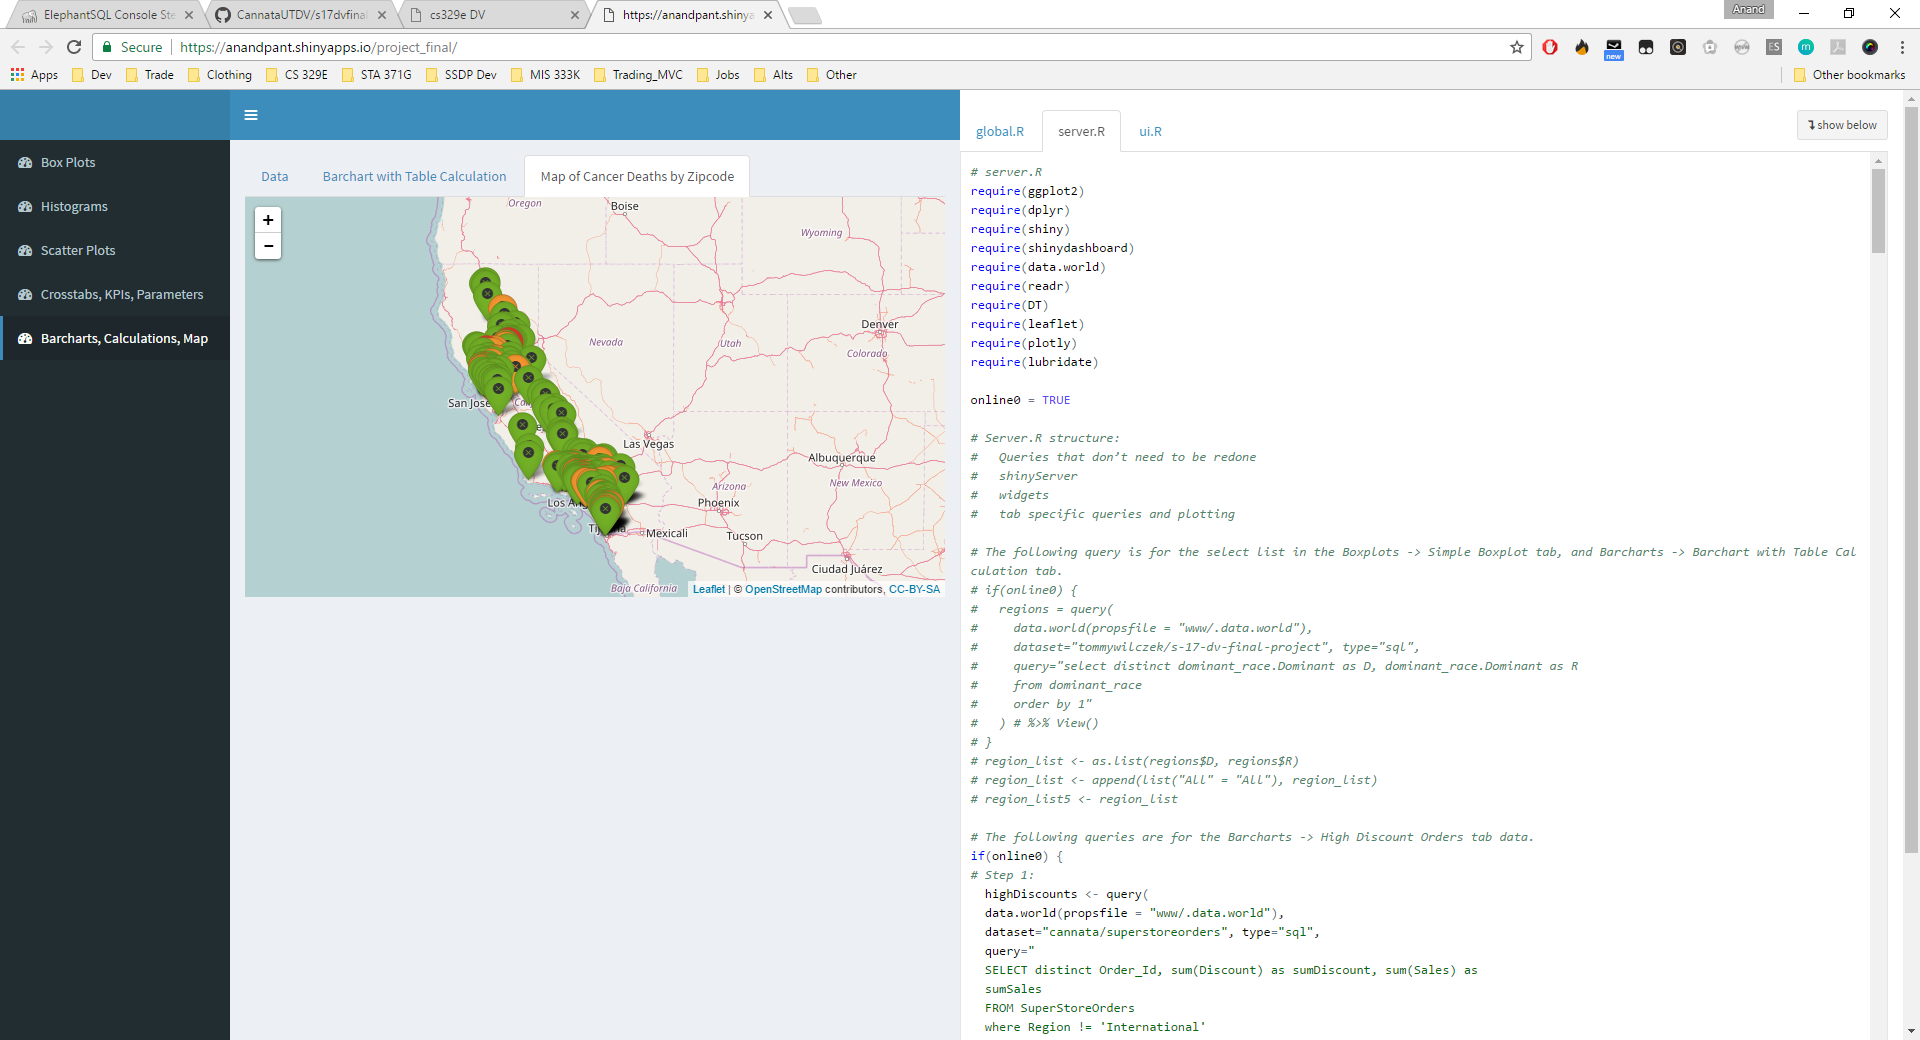 ElephantSQL Console Ste
CannataUTDV/s17dvfinal
cs329e DV
https://anandpant.shinya
Anand
Secure
https://anandpant.shinyapps.io/project_final/
new
ES
m
Apps
Dev
Trade
Clothing
CS 329E
STA 371G
SSDP Dev
MIS 333K
Trading_MVC
Jobs
Alts
Other
Other bookmarks
Box Plots
Histograms
Scatter Plots
Crosstabs, KPIs, Parameters
Barcharts, Calculations, Map
Data
Barchart with Table Calculation
Map of Cancer Deaths by Zipcode
+
−
Oregon
Boise
Wyoming
Nevada
Utah
Denver
Colorado
San Jose
Las Vegas
Albuquerque
New Mexico
Arizona
Phoenix
Los Ang
Mexicali
Tucson
Ciudad Juárez
Baja California
Leaflet | © OpenStreetMap contributors, CC-BY-SA
global.R
server.R
ui.R
show below
# server.R
require(ggplot2)
require(dplyr)
require(shiny)
require(shinydashboard)
require(data.world)
require(readr)
require(DT)
require(leaflet)
require(plotly)
require(lubridate)
online0 = TRUE
# Server.R structure:
#   Queries that don’t need to be redone
#   shinyServer
#   widgets
#   tab specific queries and plotting
# The following query is for the select list in the Boxplots -> Simple Boxplot tab, and Barcharts -> Barchart with Table Cal
culation tab.
# if(online0) {
#   regions = query(
#     data.world(propsfile = "www/.data.world"),
#     dataset="tommywilczek/s-17-dv-final-project", type="sql",
#     query="select distinct dominant_race.Dominant as D, dominant_race.Dominant as R
#     from dominant_race
#     order by 1"
#   ) # %>% View()
# }
# region_list <- as.list(regions$D, regions$R)
# region_list <- append(list("All" = "All"), region_list)
# region_list5 <- region_list
# The following queries are for the Barcharts -> High Discount Orders tab data.
if(online0) {
# Step 1:
  highDiscounts <- query(
  data.world(propsfile = "www/.data.world"),
  dataset="cannata/superstoreorders", type="sql",
  query="
  SELECT distinct Order_Id, sum(Discount) as sumDiscount, sum(Sales) as
  sumSales
  FROM SuperStoreOrders
  where Region != 'International'